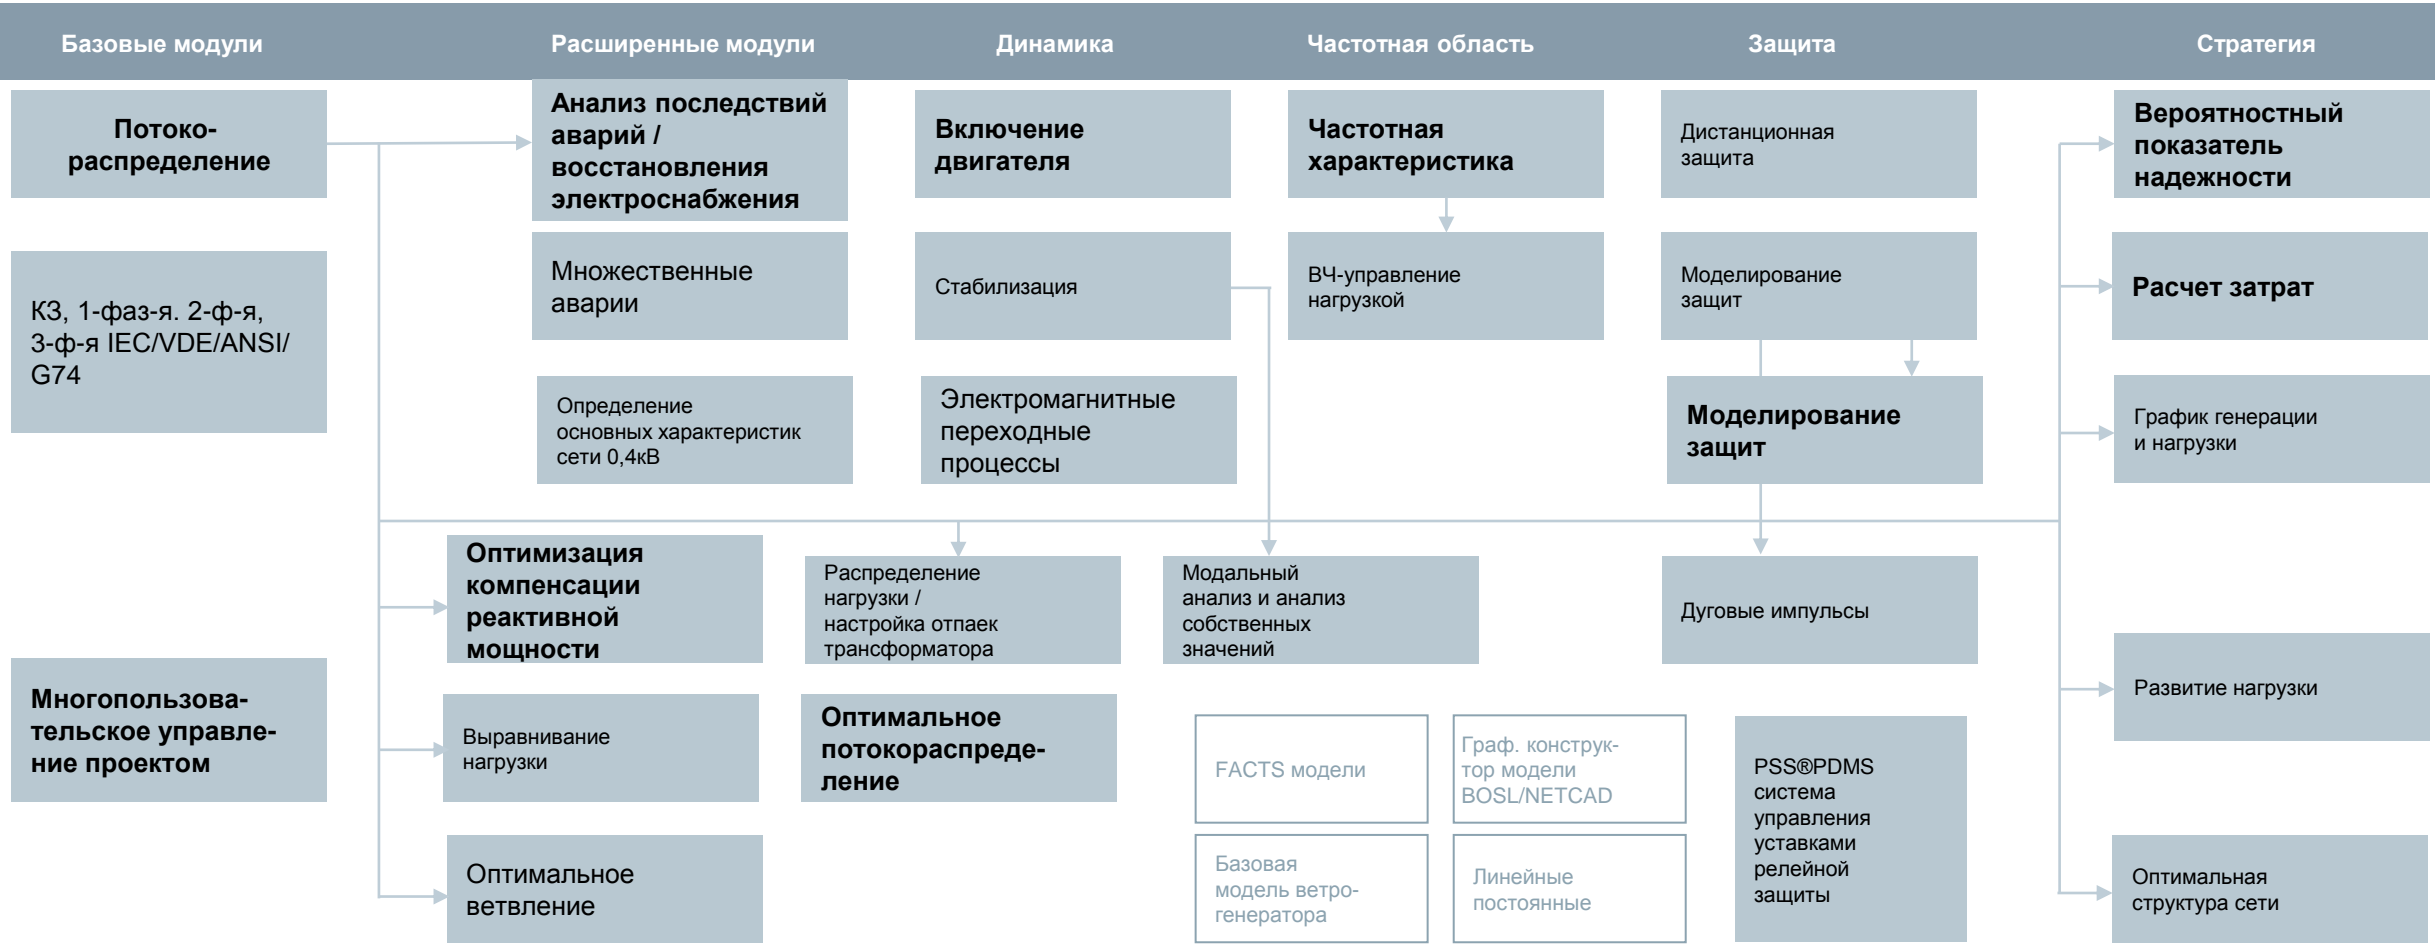 Базовые модули
Расширенные модули
Динамика
Частотная область
Защита
Стратегия
Потоко-
распределение
Анализ последствий
аварий /
восстановления
электроснабжения
Включение
двигателя
Частотная
характеристика
Дистанционная
защита
Вероятностный
показатель
надежности
КЗ, 1-фаз-я. 2-ф-я,
3-ф-я IEC/VDE/ANSI/
G74
Множественные
аварии
Стабилизация
ВЧ-управление
нагрузкой
Моделирование
защит
Расчет затрат
Определение
основных характеристик
сети 0,4кВ
Электромагнитные
переходные
процессы
Моделирование
защит
График генерации
и нагрузки
Оптимизация
компенсации
реактивной
мощности
Распределение
нагрузки /
настройка отпаек
трансформатора
Модальный
анализ и анализ
собственных
значений
Дуговые импульсы
Многопользова-
тельское управле-
ние проектом
Выравнивание
нагрузки
Оптимальное
потокораспреде-
ление
FACTS модели
Граф. конструк-
тор модели
BOSL/NETCAD
PSS®PDMS
система
управления
уставками
релейной
защиты
Развитие нагрузки
Оптимальное
ветвление
Базовая
модель ветро-
генератора
Линейные
постоянные
Оптимальная
структура сети